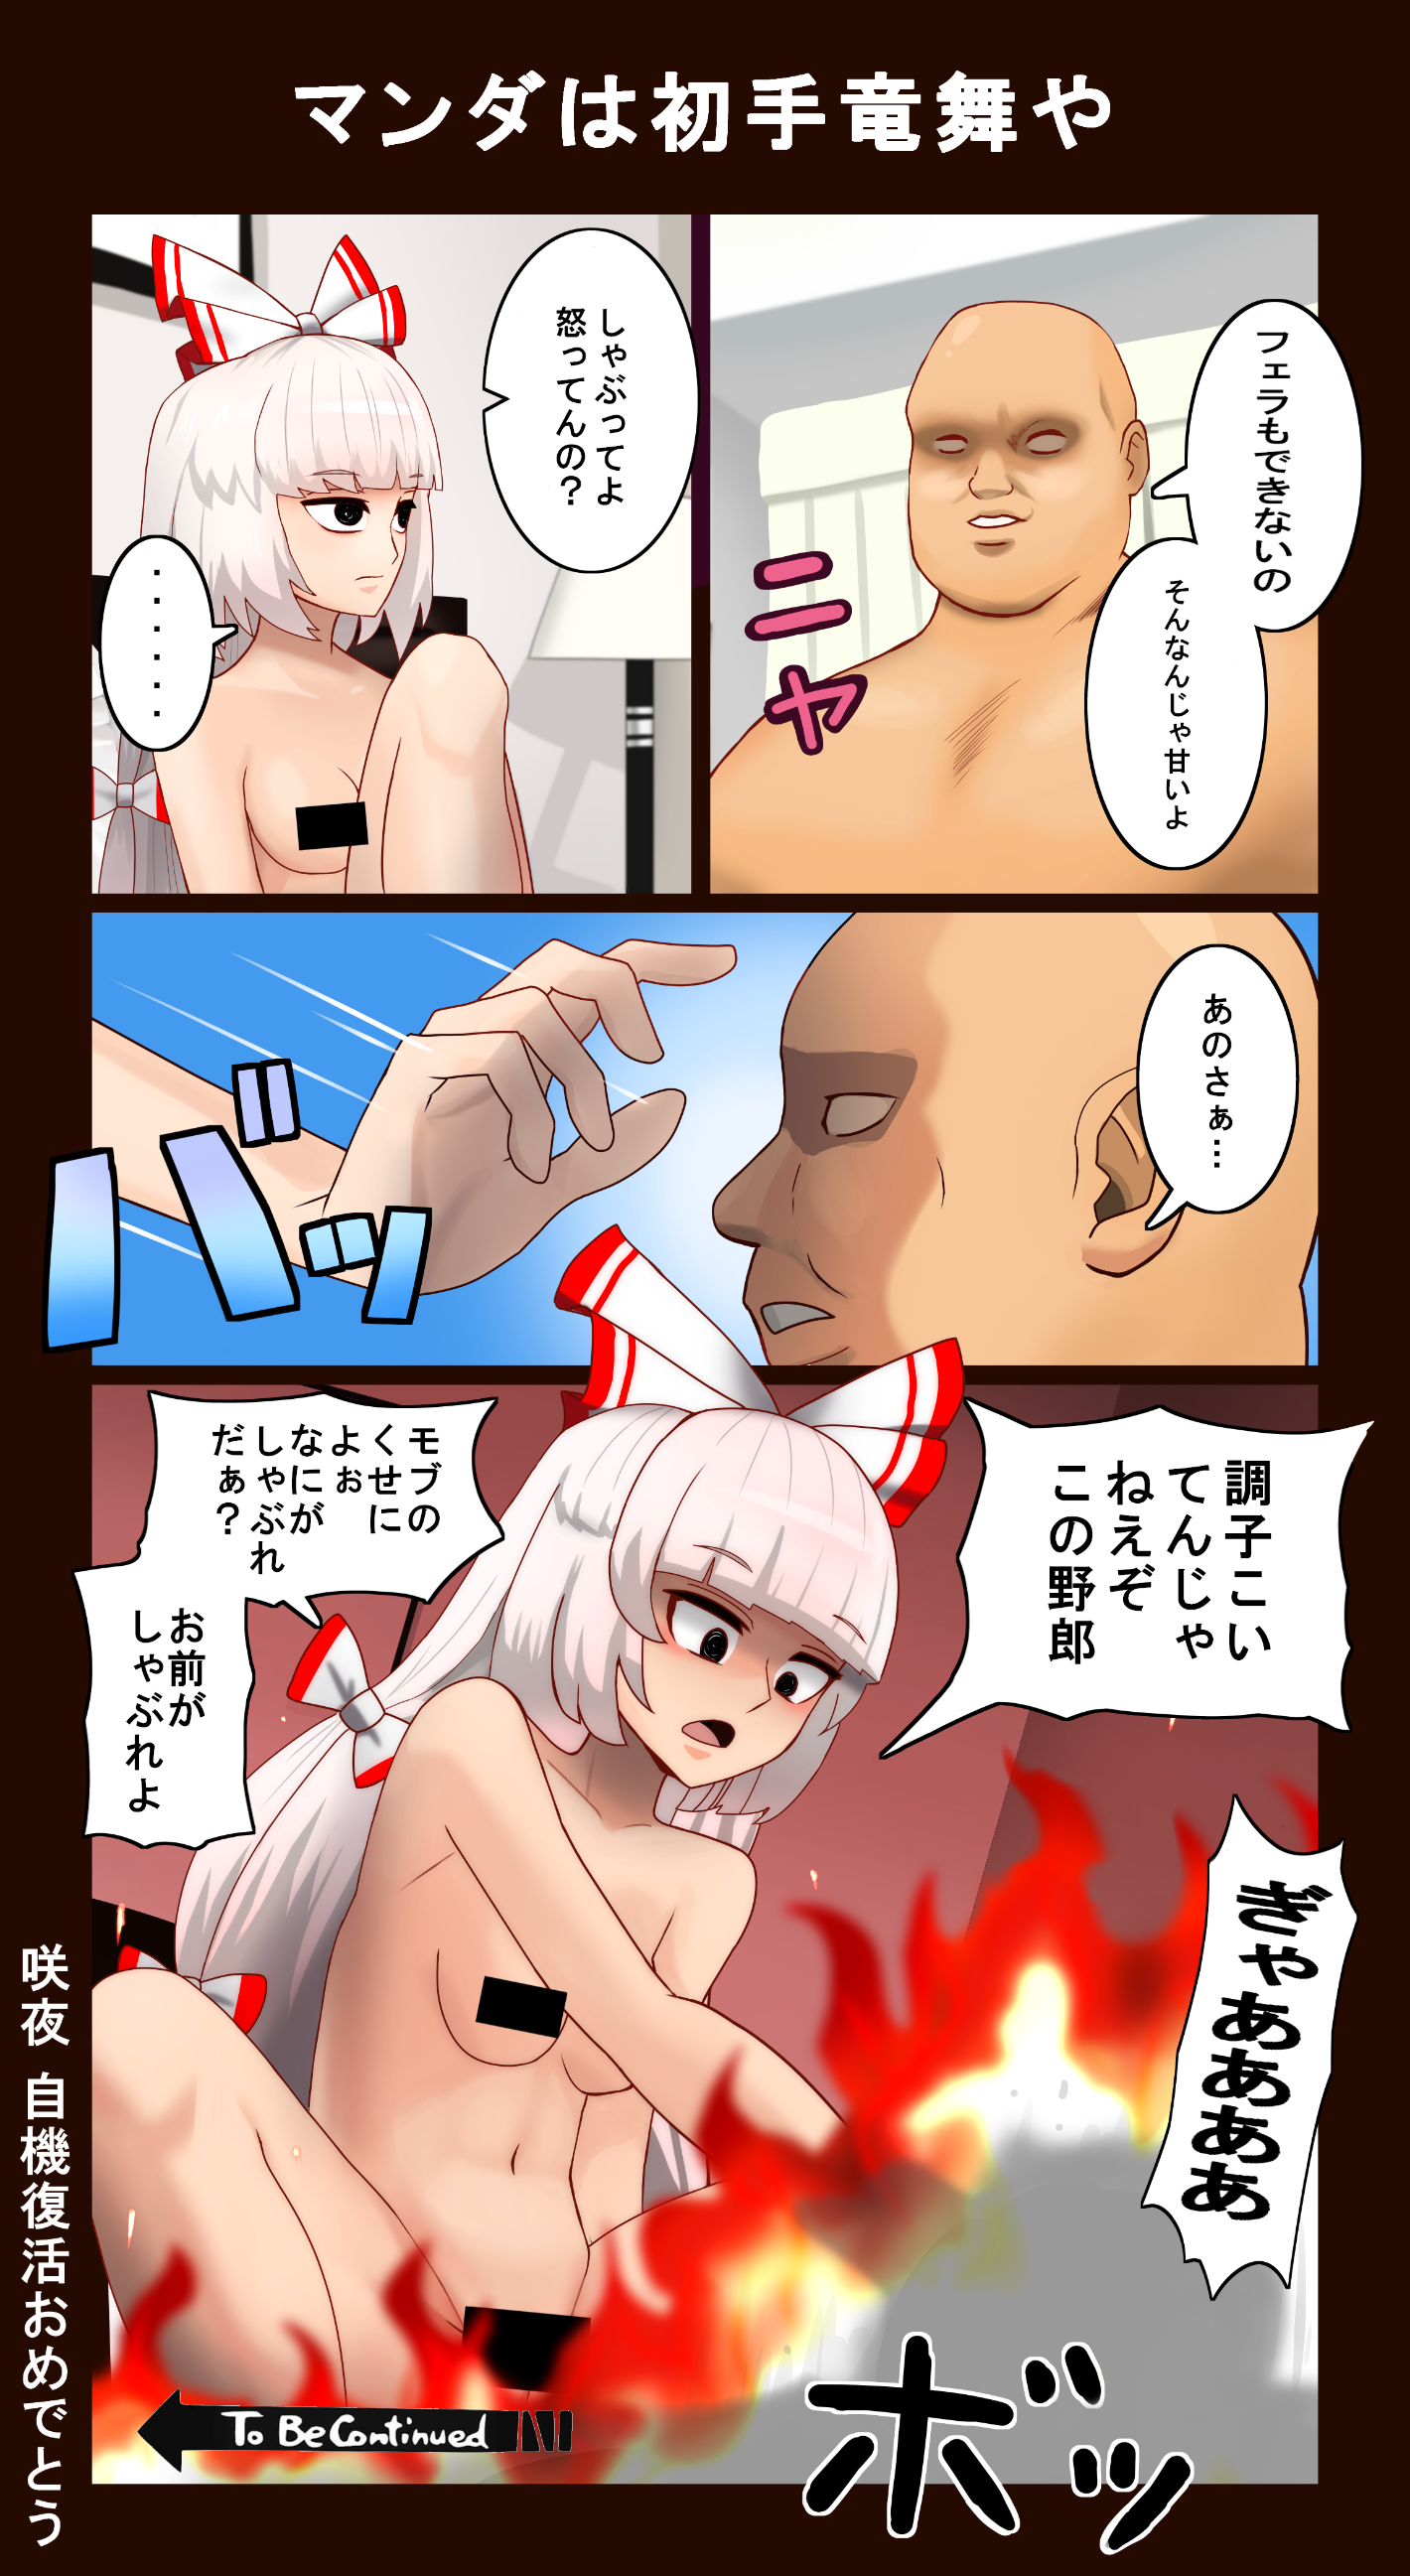 マンダは初手竜舞や
フェラもできないの
そんなんじゃ甘いよ
ニヤ
しゃぶってよ
怒ってんの?
・・・・・・
あのさぁ…
バッ
調子こい
てんじゃ
ねえぞ
この野郎
モブの
くせに
よぉ
なにが
しゃぶれ
だぁ?
お前が
しゃぶれよ
ぎゃああああ
ボッ
To Be Continued
咲夜 自機復活おめでとう